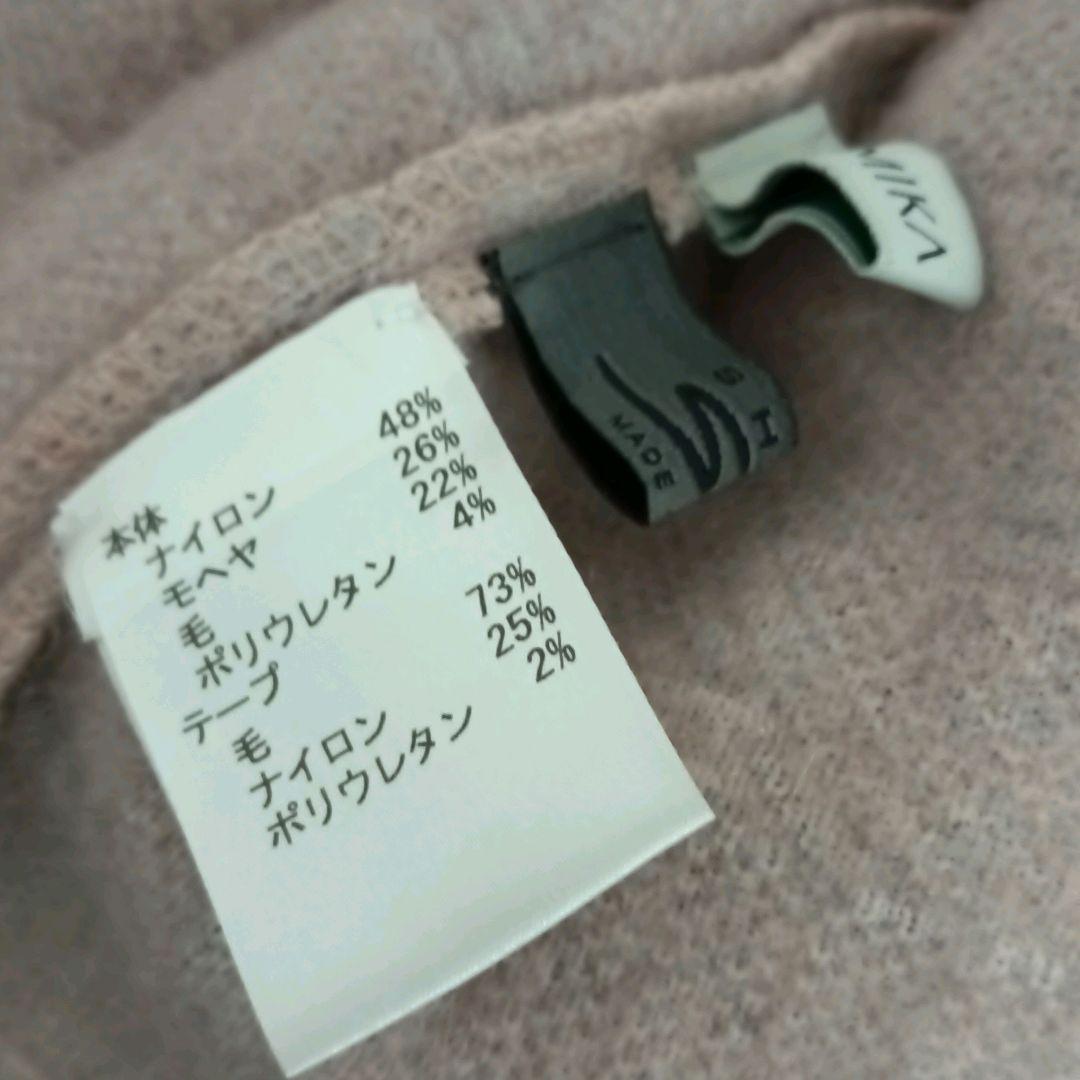 本体
ナイロン 48%
モヘヤ 26%
毛 22%
ポリウレタン 4%
テープ
毛 73%
ナイロン 25%
ポリウレタン 2%
MADE
S H